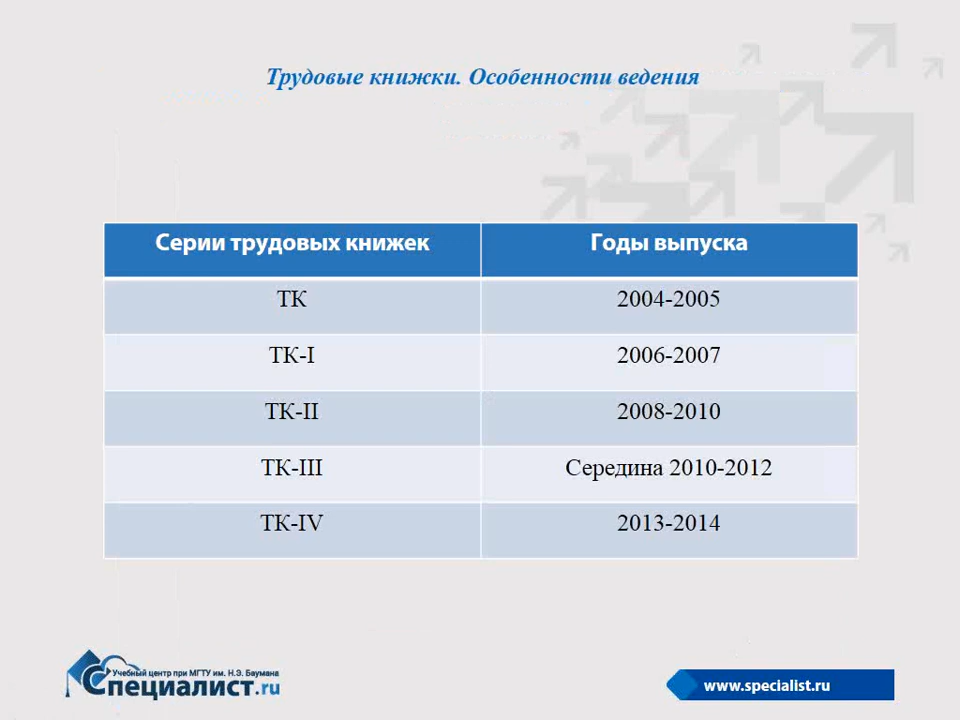 Трудовые книжки. Особенности ведения
Серии трудовых книжек Годы выпуска
ТК 2004-2005
ТК-I 2006-2007
ТК-II 2008-2010
ТК-III Середина 2010-2012
ТК-IV 2013-2014
Учебный центр при МГТУ им. Н.Э. Баумана
Специалист.ru
www.specialist.ru